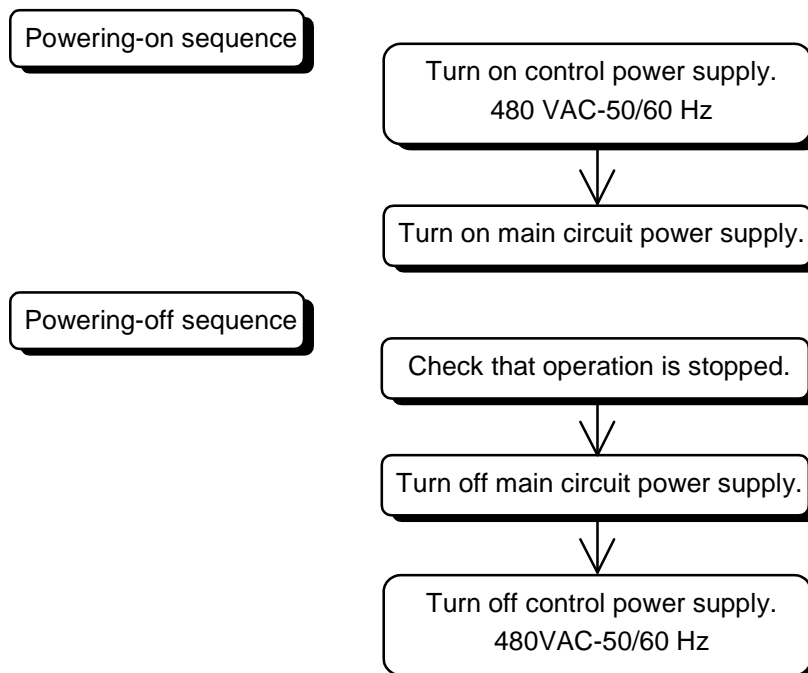 Powering-on sequence
Turn on control power supply.
480 VAC-50/60 Hz
Turn on main circuit power supply.
Powering-off sequence
Check that operation is stopped.
Turn off main circuit power supply.
Turn off control power supply.
480VAC-50/60 Hz